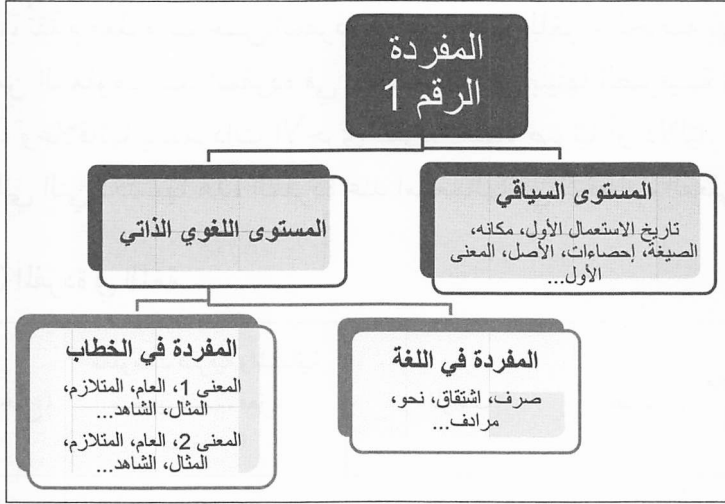 المفردة
الرقم 1
المستوى السياقي
تاريخ الاستعمال الأول، مكانه،
الصيغة، إحصاءات، الأصل، المعنى
الأول...
المستوى اللغوي الذاتي
المفردة في اللغة
صرف، اشتقاق، نحو،
مرادف...
المفردة في الخطاب
المعنى 1، العام، المتلازم،
المثال، الشاهد...
المعنى 2، العام، المتلازم،
المثال، الشاهد...